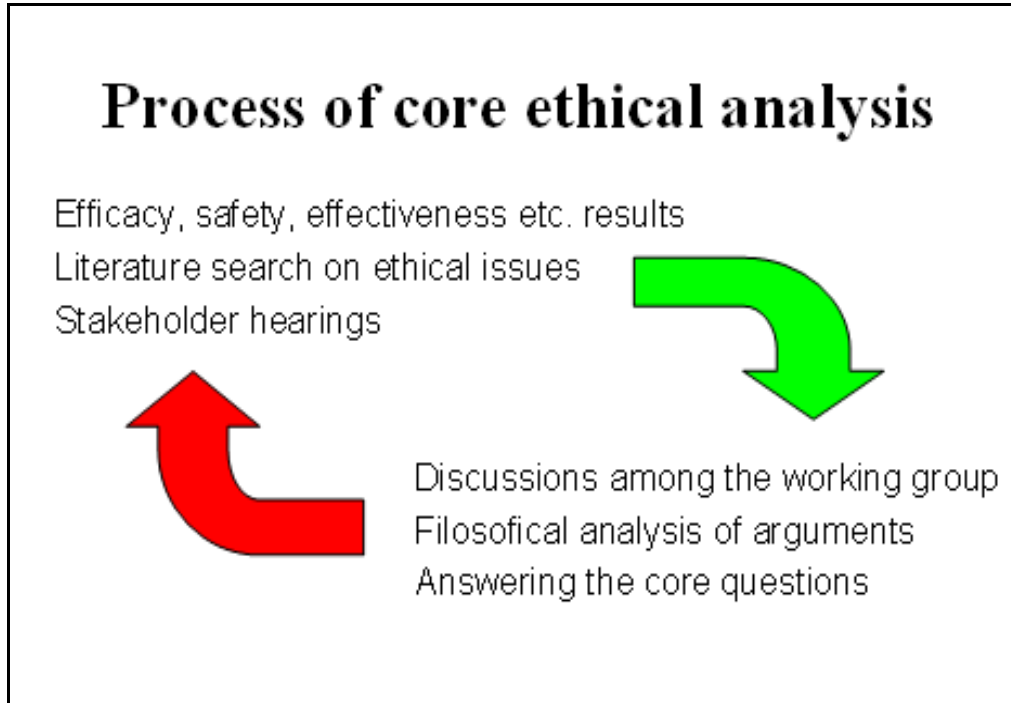 Process of core ethical analysis
Efficacy, safety, effectiveness etc. results
Literature search on ethical issues
Stakeholder hearings
Discussions among the working group
Filosofical analysis of arguments
Answering the core questions